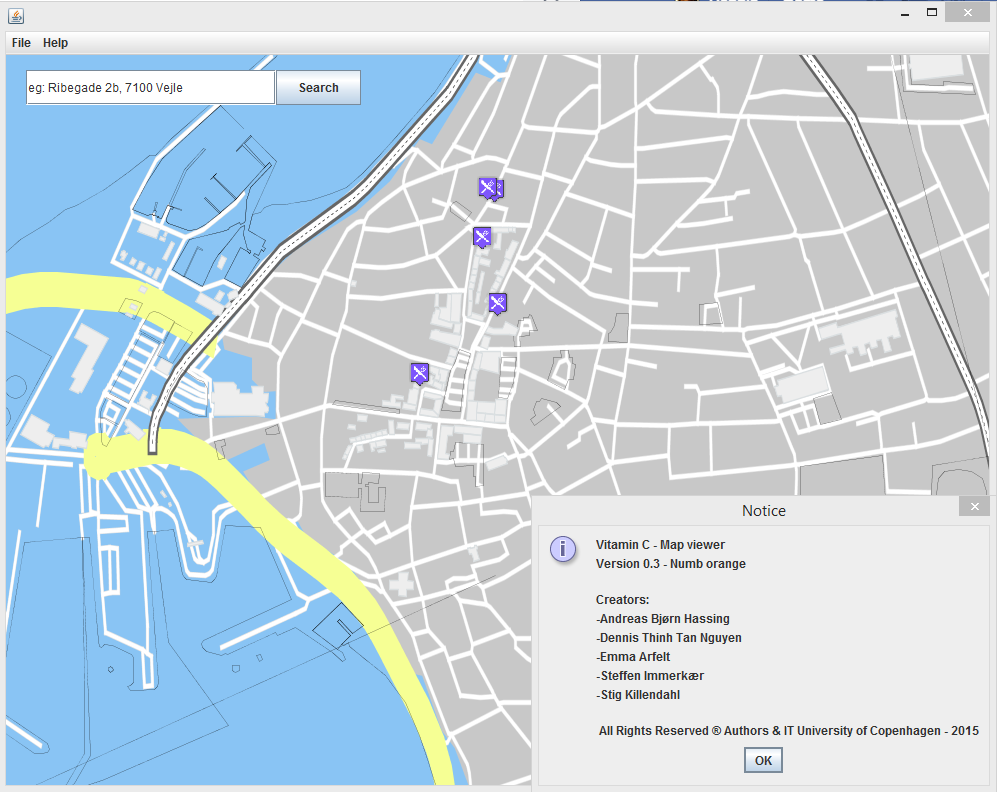 File Help
eg: Ribegade 2b, 7100 Vejle
Search
Notice
Vitamin C - Map viewer
Version 0.3 - Numb orange
Creators:
-Andreas Bjørn Hassing
-Dennis Thinh Tan Nguyen
-Emma Arfelt
-Steffen Immerkær
-Stig Killendahl
All Rights Reserved ® Authors & IT University of Copenhagen - 2015
OK